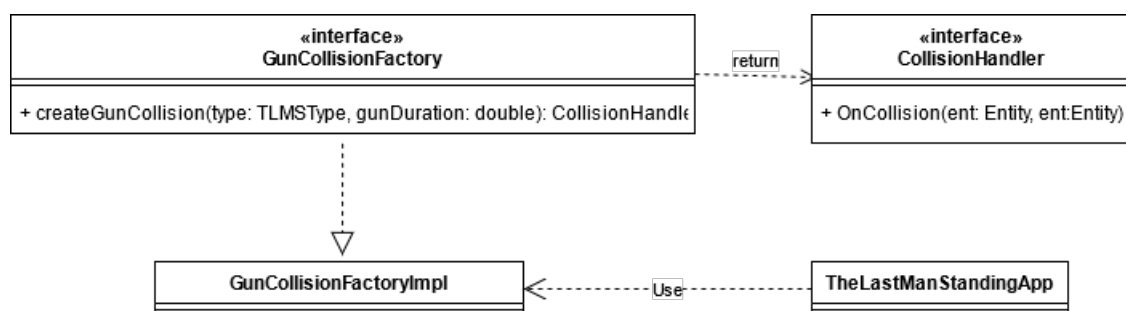 «interface»
GunCollisionFactory
+ createGunCollision(type: TLMSType, gunDuration: double): CollisionHandle
return
«interface»
CollisionHandler
+ OnCollision(ent: Entity, ent:Entity)
GunCollisionFactoryImpl
Use
TheLastManStandingApp